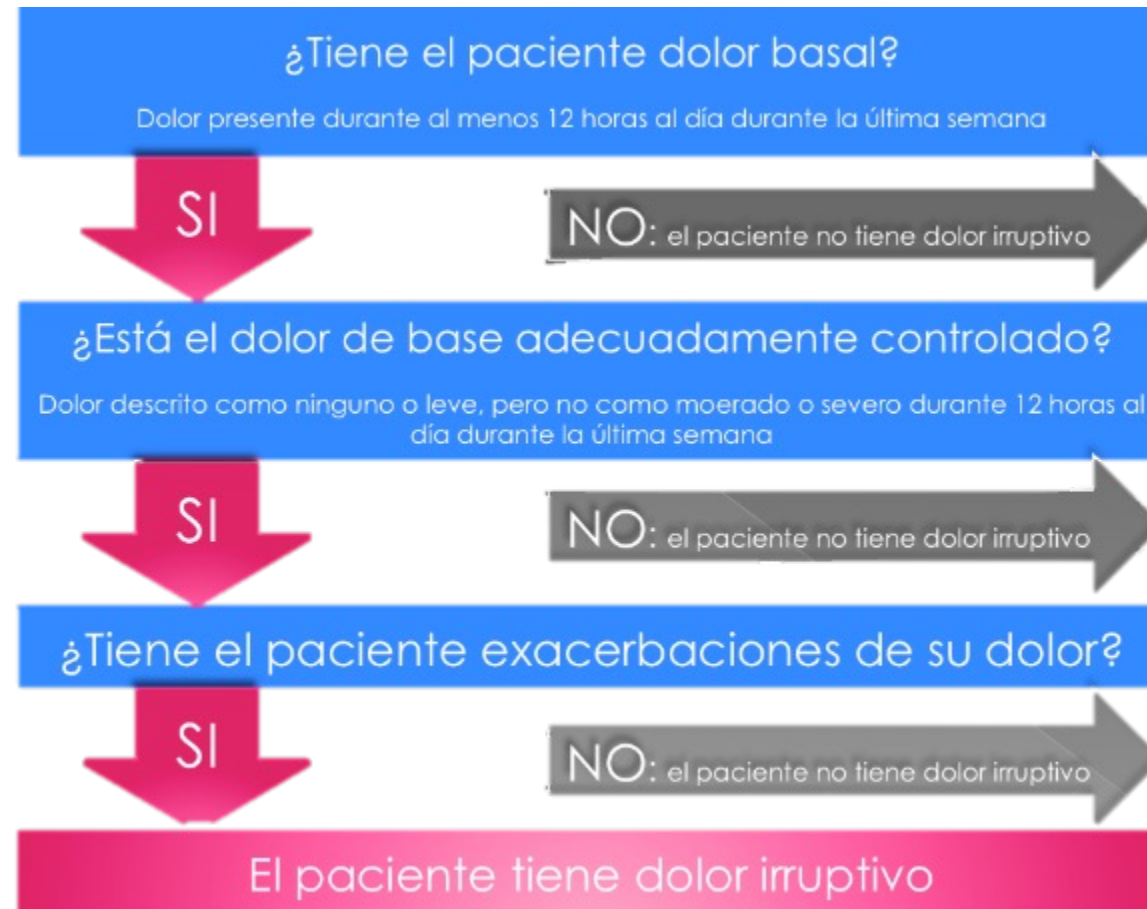 ¿Tiene el paciente dolor basal?
Dolor presente durante al menos 12 horas al día durante la última semana
SI
NO: el paciente no tiene dolor irruptivo
¿Está el dolor de base adecuadamente controlado?
Dolor descrito como ninguno o leve, pero no como moerado o severo durante 12 horas al
día durante la última semana
SI
NO: el paciente no tiene dolor irruptivo
¿Tiene el paciente exacerbaciones de su dolor?
SI
NO: el paciente no tiene dolor irruptivo
El paciente tiene dolor irruptivo